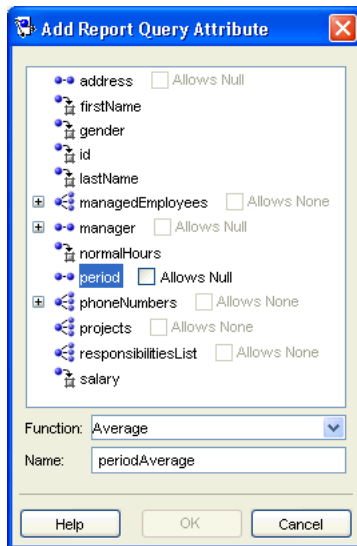 Add Report Query Attribute
address Allows Null
firstName
gender
id
lastName
managedEmployees Allows None
manager Allows Null
normalHours
period Allows Null
phoneNumbers Allows None
projects Allows None
responsibilitiesList Allows None
salary
Function: Average
Name: periodAverage
Help OK Cancel